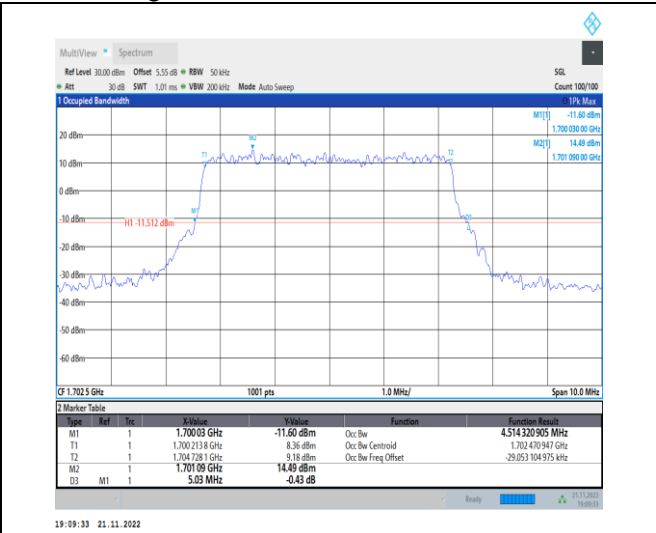 MultiView Spectrum
Ref Level 30.00 dBm Offset 5.55 dB RBW 50 kHz SGL
Att 30 dB SWT 1.01 ms VBW 200 kHz Mode Auto Sweep Count 100/100
1 Occupied Bandwidth 1Pk Max
M1[1] -11.60 dBm
1.700 030 00 GHz
M2[1] 14.49 dBm
1.701 090 00 GHz
20 dBm
M2
T1
T2
10 dBm
0 dBm
M1
-10 dBm
H1 -11.512 dBm
D3
-20 dBm
-30 dBm
-40 dBm
-50 dBm
-60 dBm
CF 1.702 5 GHz 1001 pts 1.0 MHz/ Span 10.0 MHz
2 Marker Table
Type Ref Trc X-Value Y-Value Function Function Result
M1 1 1.700 03 GHz -11.60 dBm Occ Bw 4.514 320 905 MHz
T1 1 1.700 213 8 GHz 8.36 dBm Occ Bw Centroid 1.702 470 947 GHz
T2 1 1.704 728 1 GHz 9.18 dBm Occ Bw Freq Offset -29.053 104 975 kHz
M2 1 1.701 09 GHz 14.49 dBm
D3 M1 1 5.03 MHz -0.43 dB
Ready 21.11.2022
19:09:33
19:09:33 21.11.2022